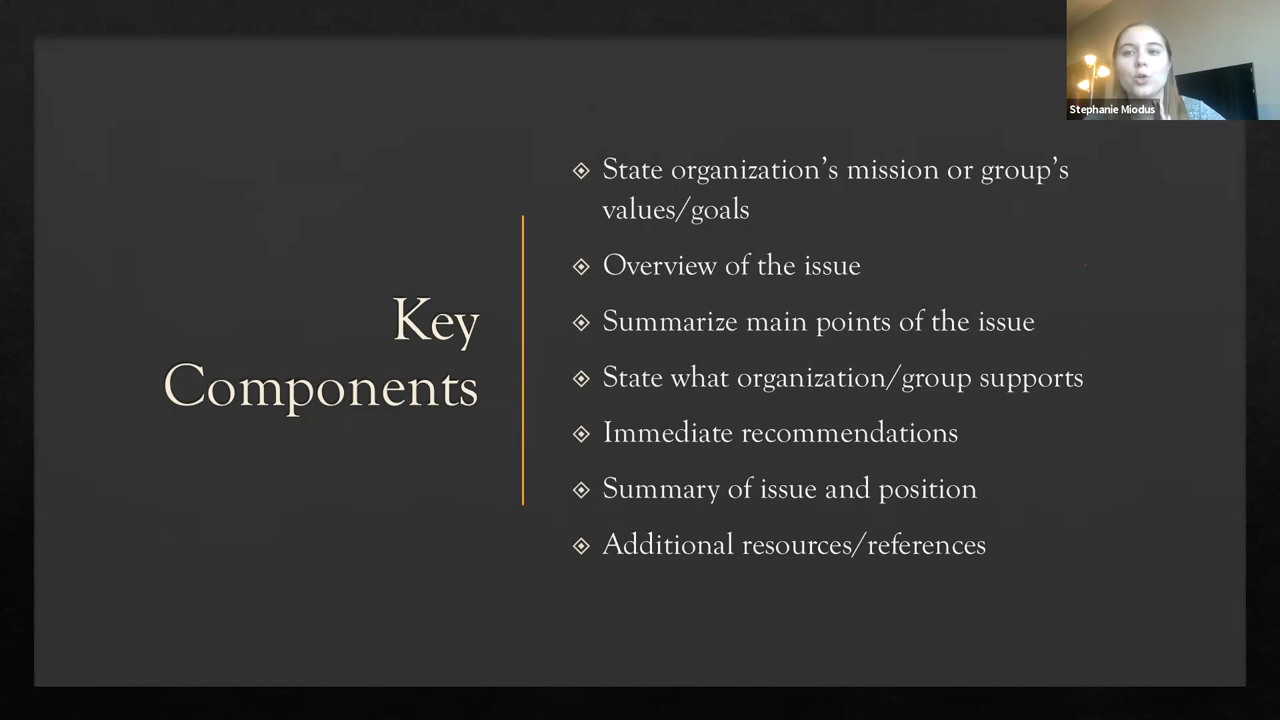 Stephanie Miodus
Key
Components
State organization’s mission or group’s
values/goals
Overview of the issue
Summarize main points of the issue
State what organization/group supports
Immediate recommendations
Summary of issue and position
Additional resources/references